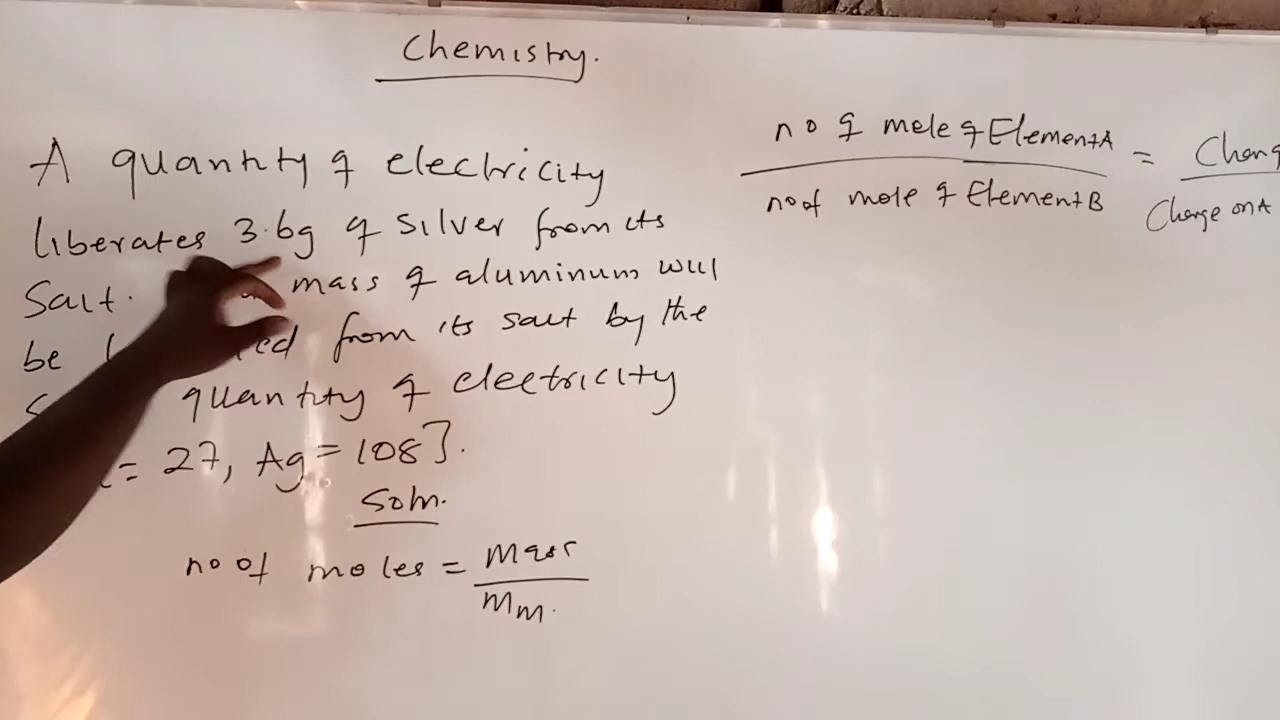 Chemistry.
A quantity of electricity
liberates 3.6g of silver from its
Salt. mass of aluminum will
be from its salt by the
quantity of electricity
= 27, Ag = 108].
Soln.
no of moles = Mass
Mm.
no of mole of Element A = Charg
no of mole of Element B Charge on A